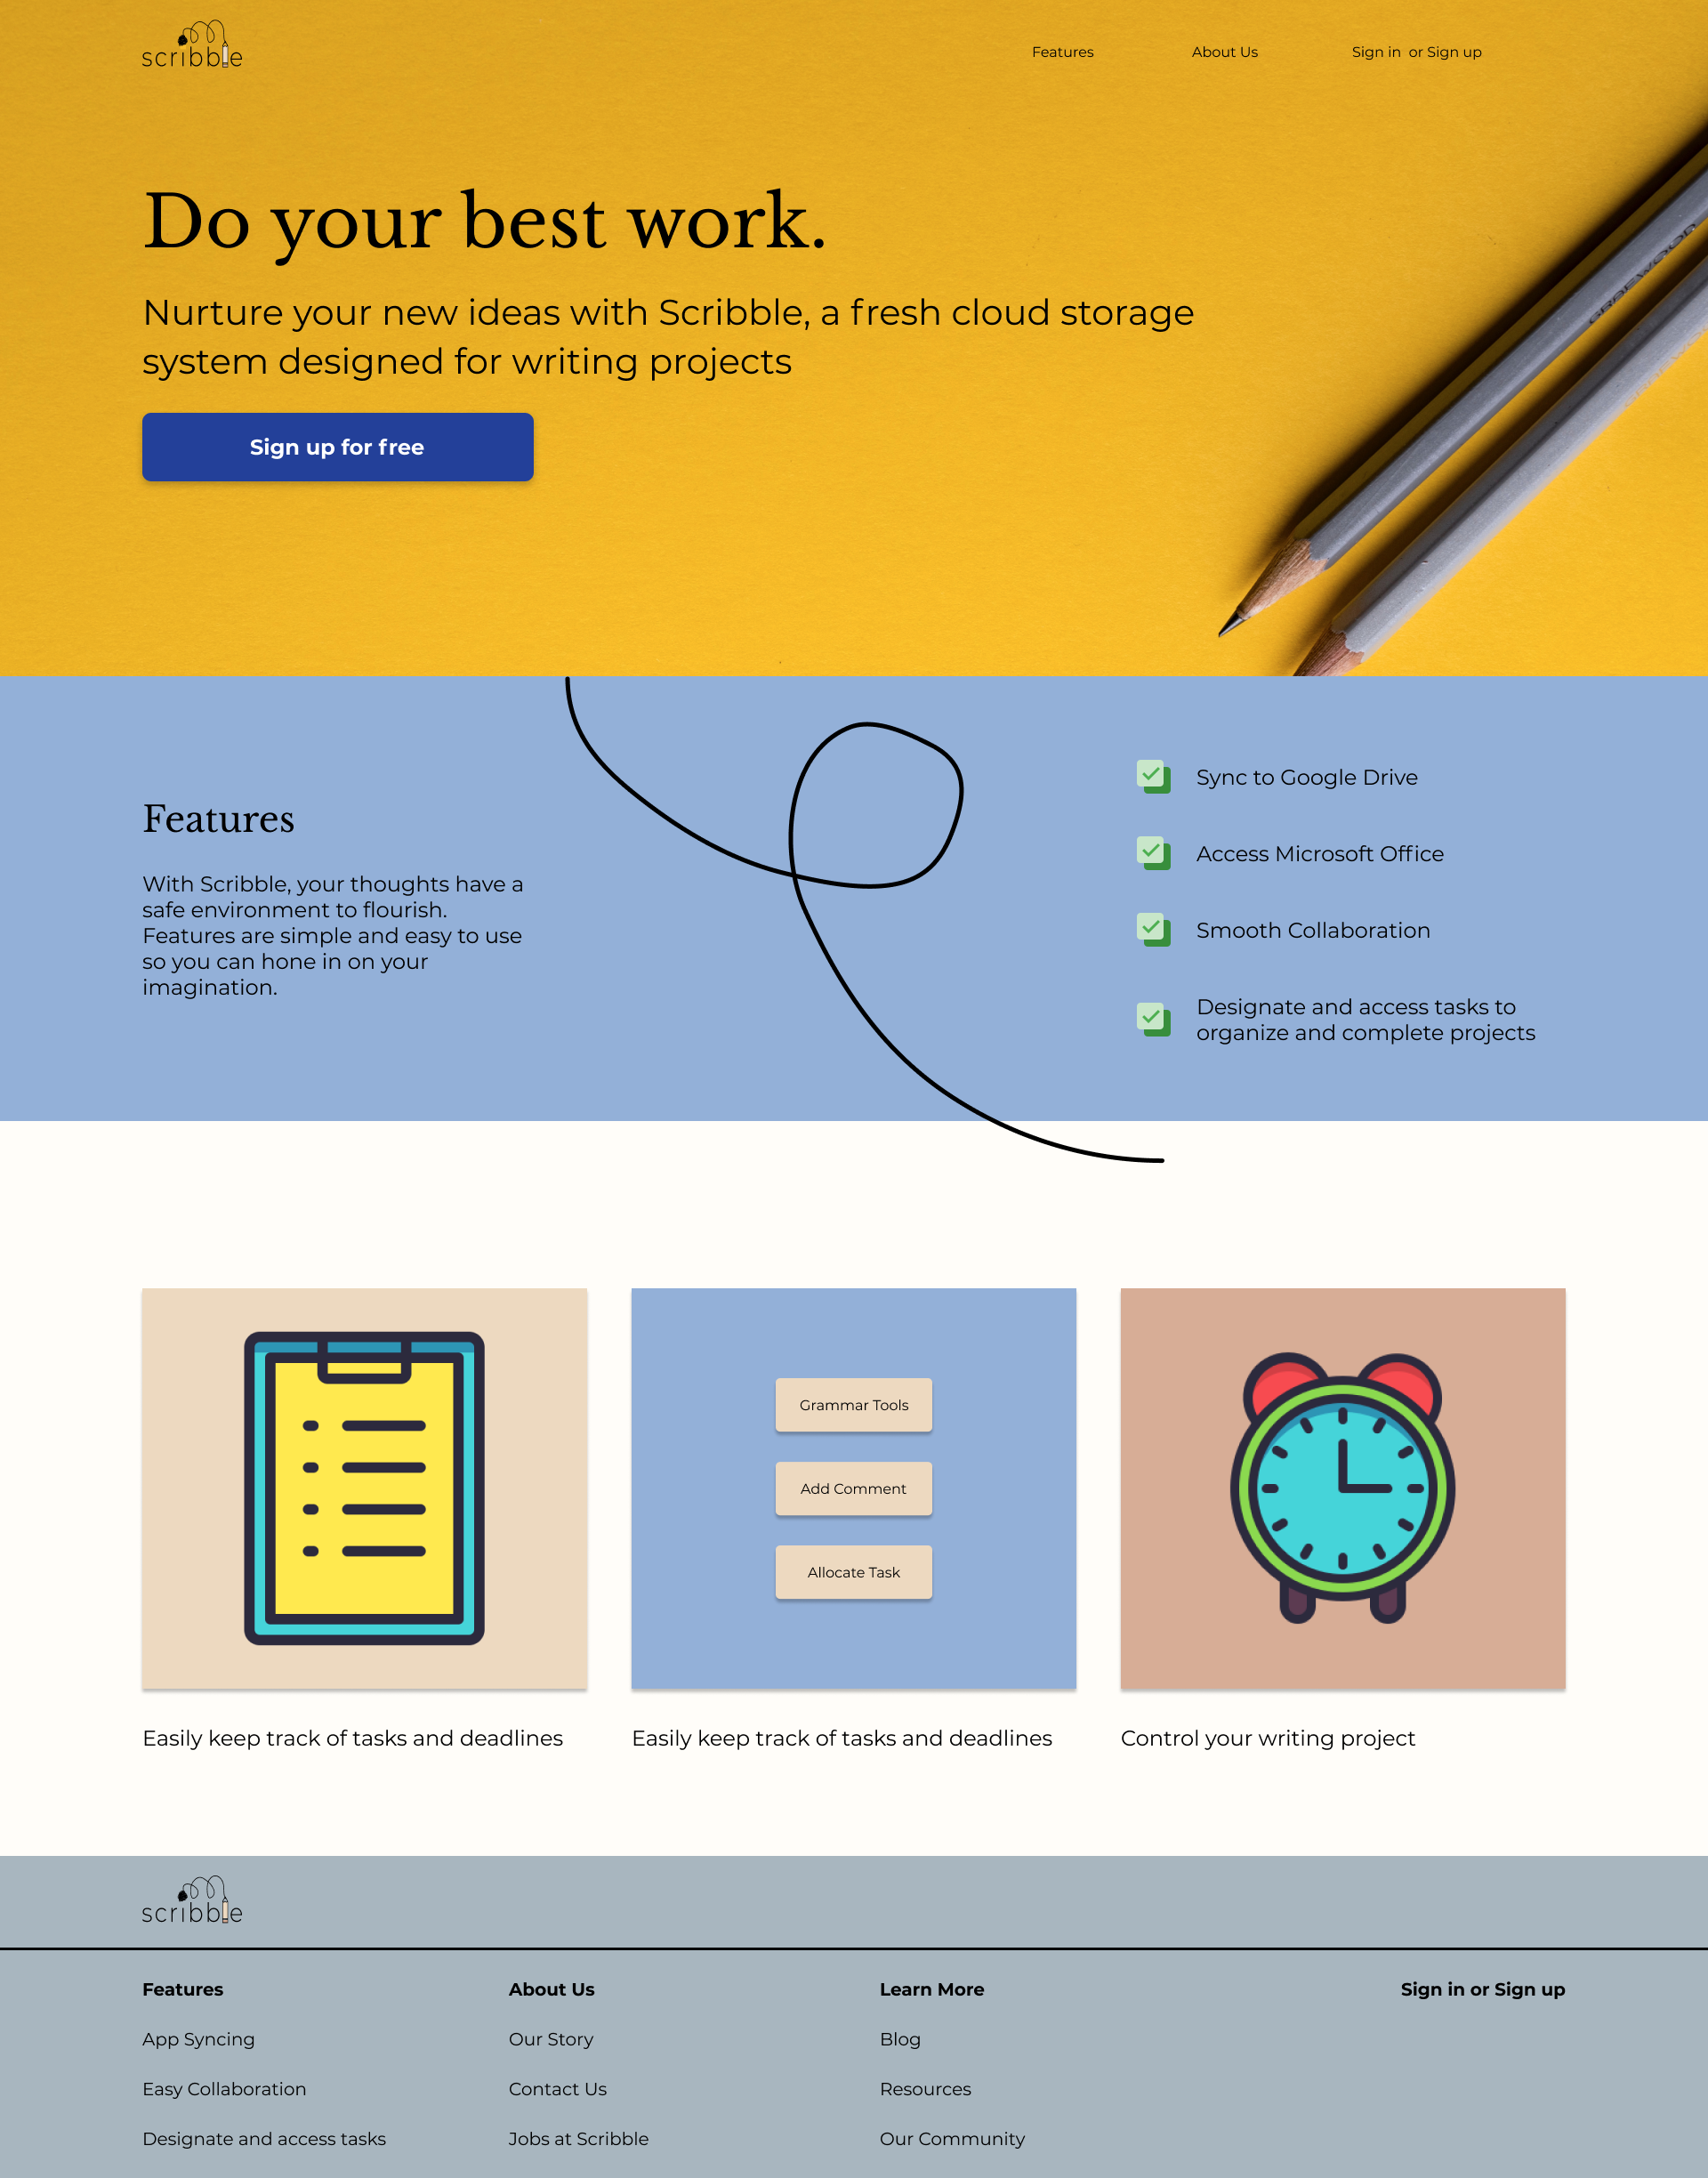 scribble
Features
About Us
Sign in or Sign up
Do your best work.
Nurture your new ideas with Scribble, a fresh cloud storage
system designed for writing projects
Sign up for free
Features
With Scribble, your thoughts have a
safe environment to flourish.
Features are simple and easy to use
so you can hone in on your
imagination.
Sync to Google Drive
Access Microsoft Office
Smooth Collaboration
Designate and access tasks to
organize and complete projects
Grammar Tools
Add Comment
Allocate Task
Easily keep track of tasks and deadlines
Easily keep track of tasks and deadlines
Control your writing project
scribble
Features
App Syncing
Easy Collaboration
Designate and access tasks
About Us
Our Story
Contact Us
Jobs at Scribble
Learn More
Blog
Resources
Our Community
Sign in or Sign up